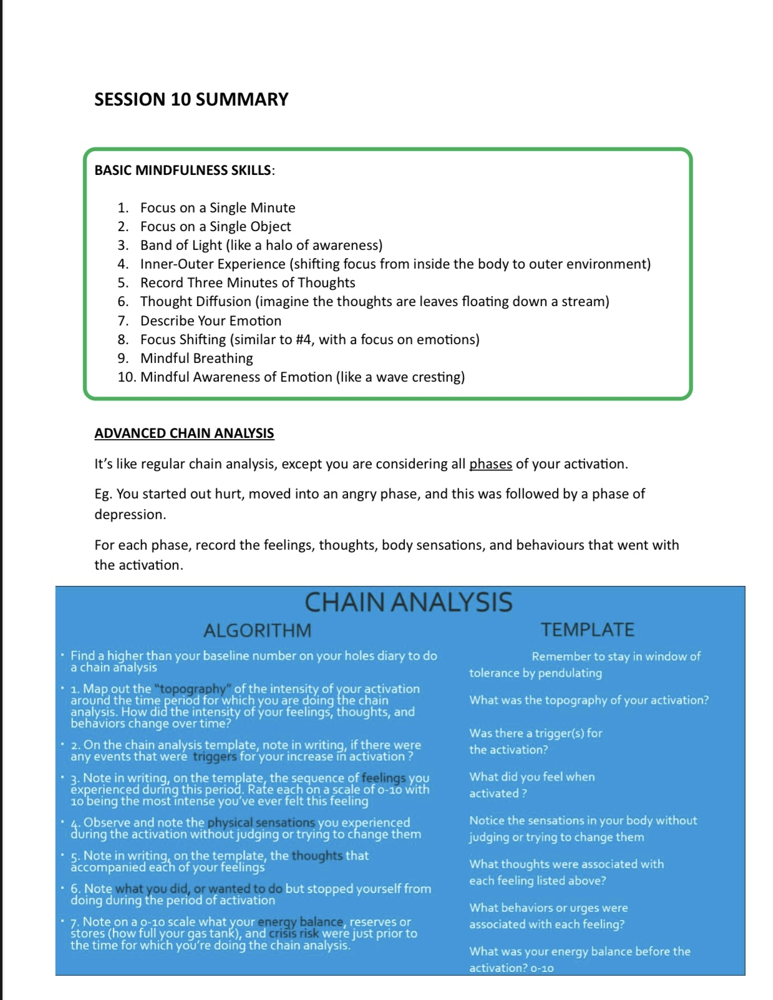 SESSION 10 SUMMARY
BASIC MINDFULNESS SKILLS:
1. Focus on a Single Minute
2. Focus on a Single Object
3. Band of Light (like a halo of awareness)
4. Inner-Outer Experience (shifting focus from inside the body to outer environment)
5. Record Three Minutes of Thoughts
6. Thought Diffusion (imagine the thoughts are leaves floating down a stream)
7. Describe Your Emotion
8. Focus Shifting (similar to #4, with a focus on emotions)
9. Mindful Breathing
10. Mindful Awareness of Emotion (like a wave cresting)
ADVANCED CHAIN ANALYSIS
It’s like regular chain analysis, except you are considering all phases of your activation.
Eg. You started out hurt, moved into an angry phase, and this was followed by a phase of
depression.
For each phase, record the feelings, thoughts, body sensations, and behaviours that went with
the activation.
CHAIN ANALYSIS
ALGORITHM
• Find a higher than your baseline number on your holes diary to do
a chain analysis
• 1. Map out the “topography” of the intensity of your activation
around the time period for which you are doing the chain
analysis. How did the intensity of your feelings, thoughts, and
behaviors change over time?
• 2. On the chain analysis template, note in writing, if there were
any events that were triggers for your increase in activation ?
• 3. Note in writing, on the template, the sequence of feelings you
experienced during this period. Rate each on a scale of 0-10 with
10 being the most intense you’ve ever felt this feeling
• 4. Observe and note the physical sensations you experienced
during the activation without judging or trying to change them
• 5. Note in writing, on the template, the thoughts that
accompanied each of your feelings
• 6. Note what you did, or wanted to do but stopped yourself from
doing during the period of activation
• 7. Note on a 0-10 scale what your energy balance, reserves or
stores (how full your gas tank), and crisis risk were just prior to
the time for which you’re doing the chain analysis.
TEMPLATE
Remember to stay in window of
tolerance by pendulating
What was the topography of your activation?
Was there a trigger(s) for
the activation?
What did you feel when
activated ?
Notice the sensations in your body without
judging or trying to change them
What thoughts were associated with
each feeling listed above?
What behaviors or urges were
associated with each feeling?
What was your energy balance before the
activation? 0-10